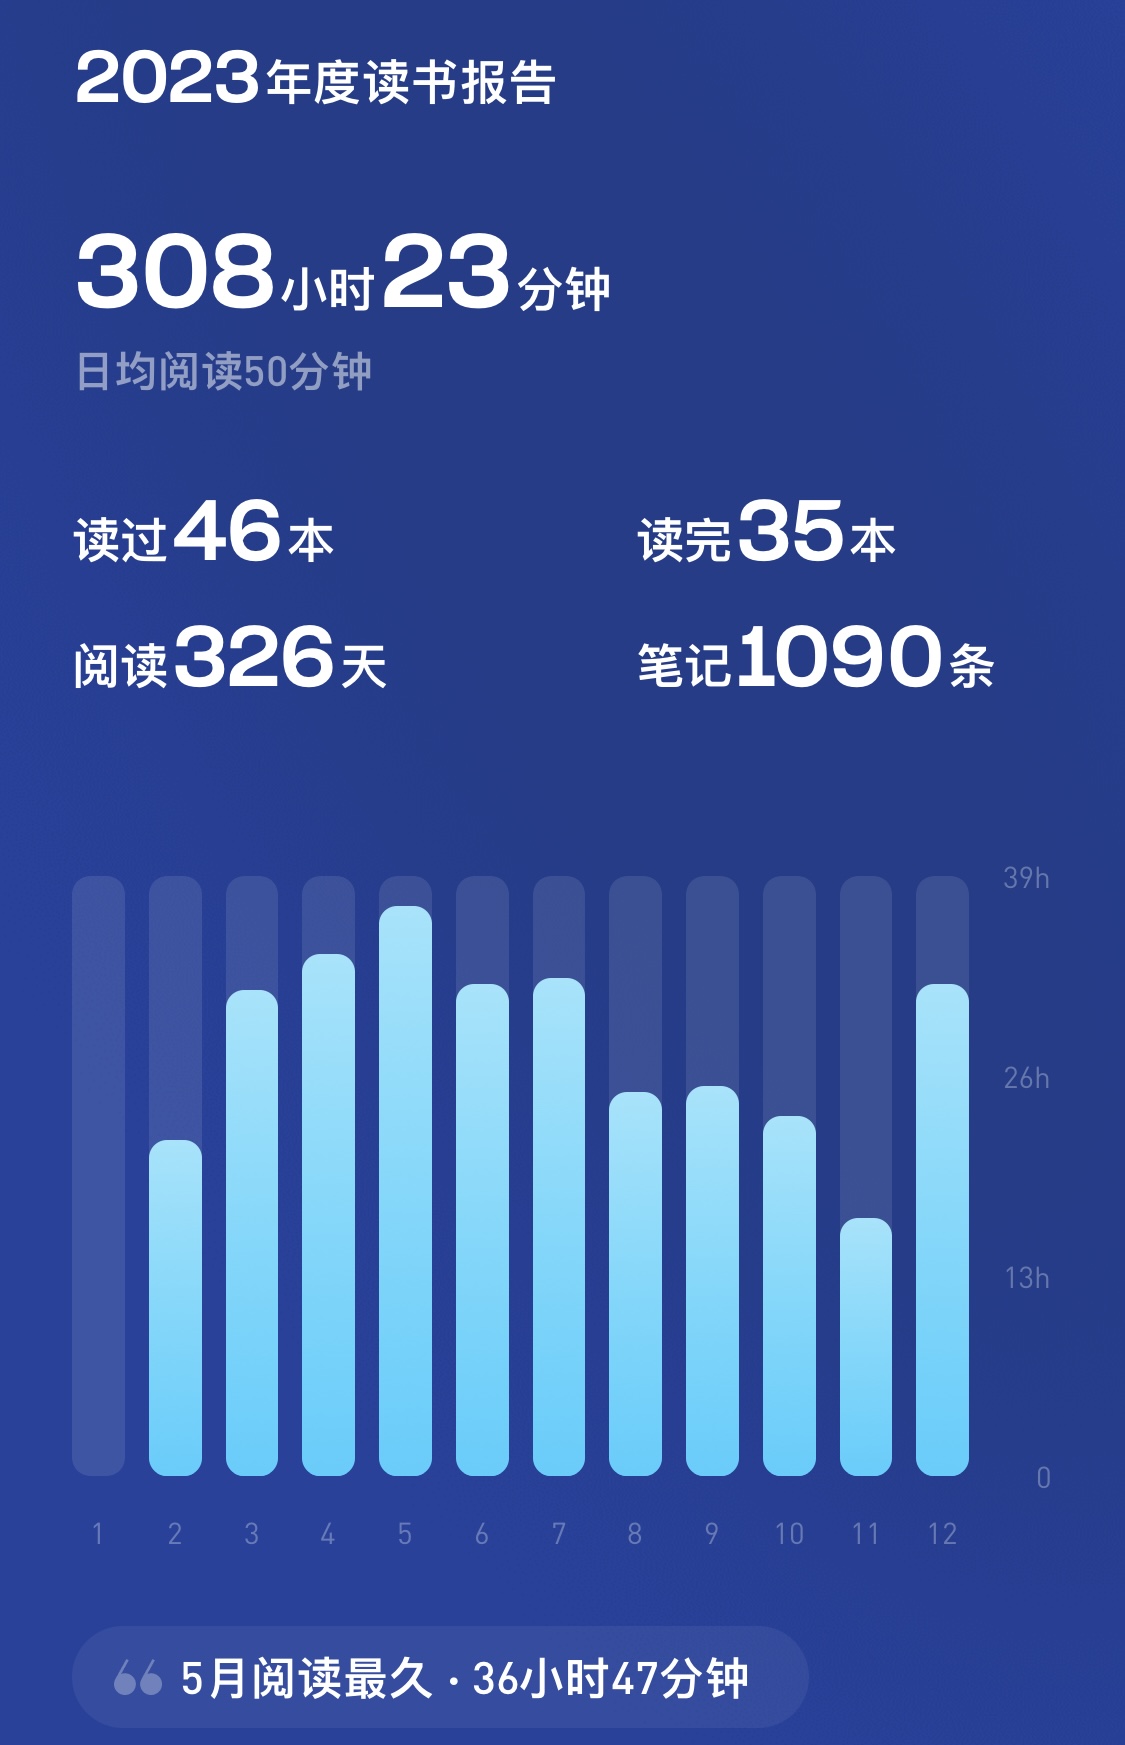 2023年度读书报告
308小时23分钟
日均阅读50分钟
读过46本 读完35本
阅读326天 笔记1090条
39h
26h
13h
0
1 2 3 4 5 6 7 8 9 10 11 12
5月阅读最久·36小时47分钟